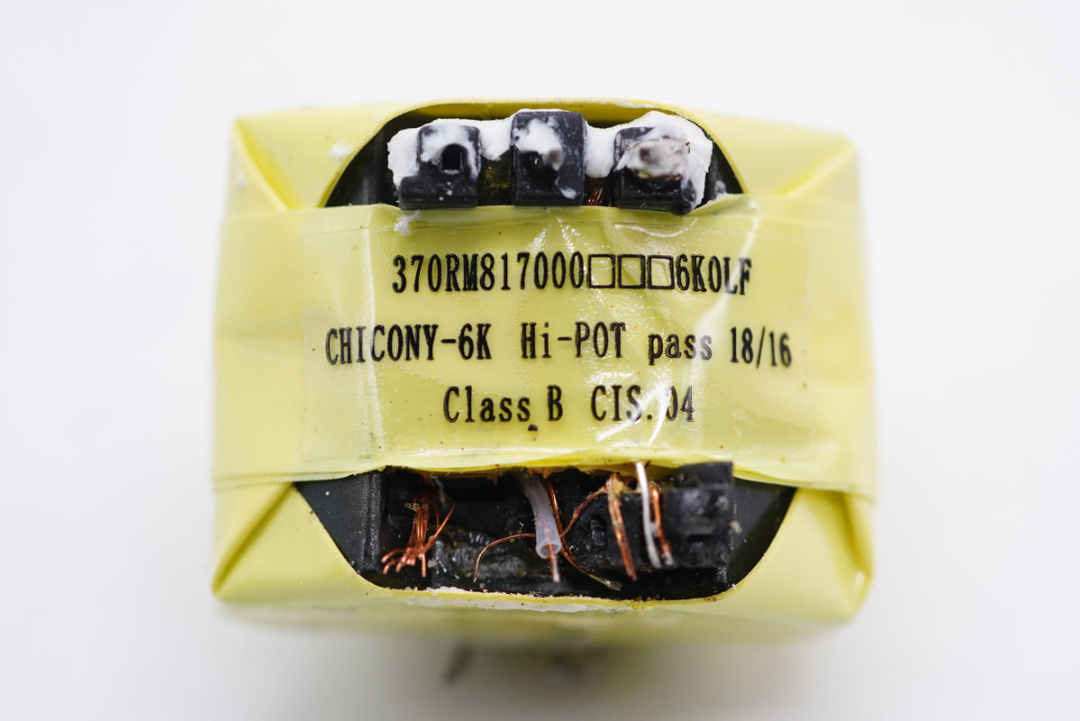 370RM817000□□□6K0LF
CHICONY-6K Hi-POT pass 18/16
Class B CIS.04